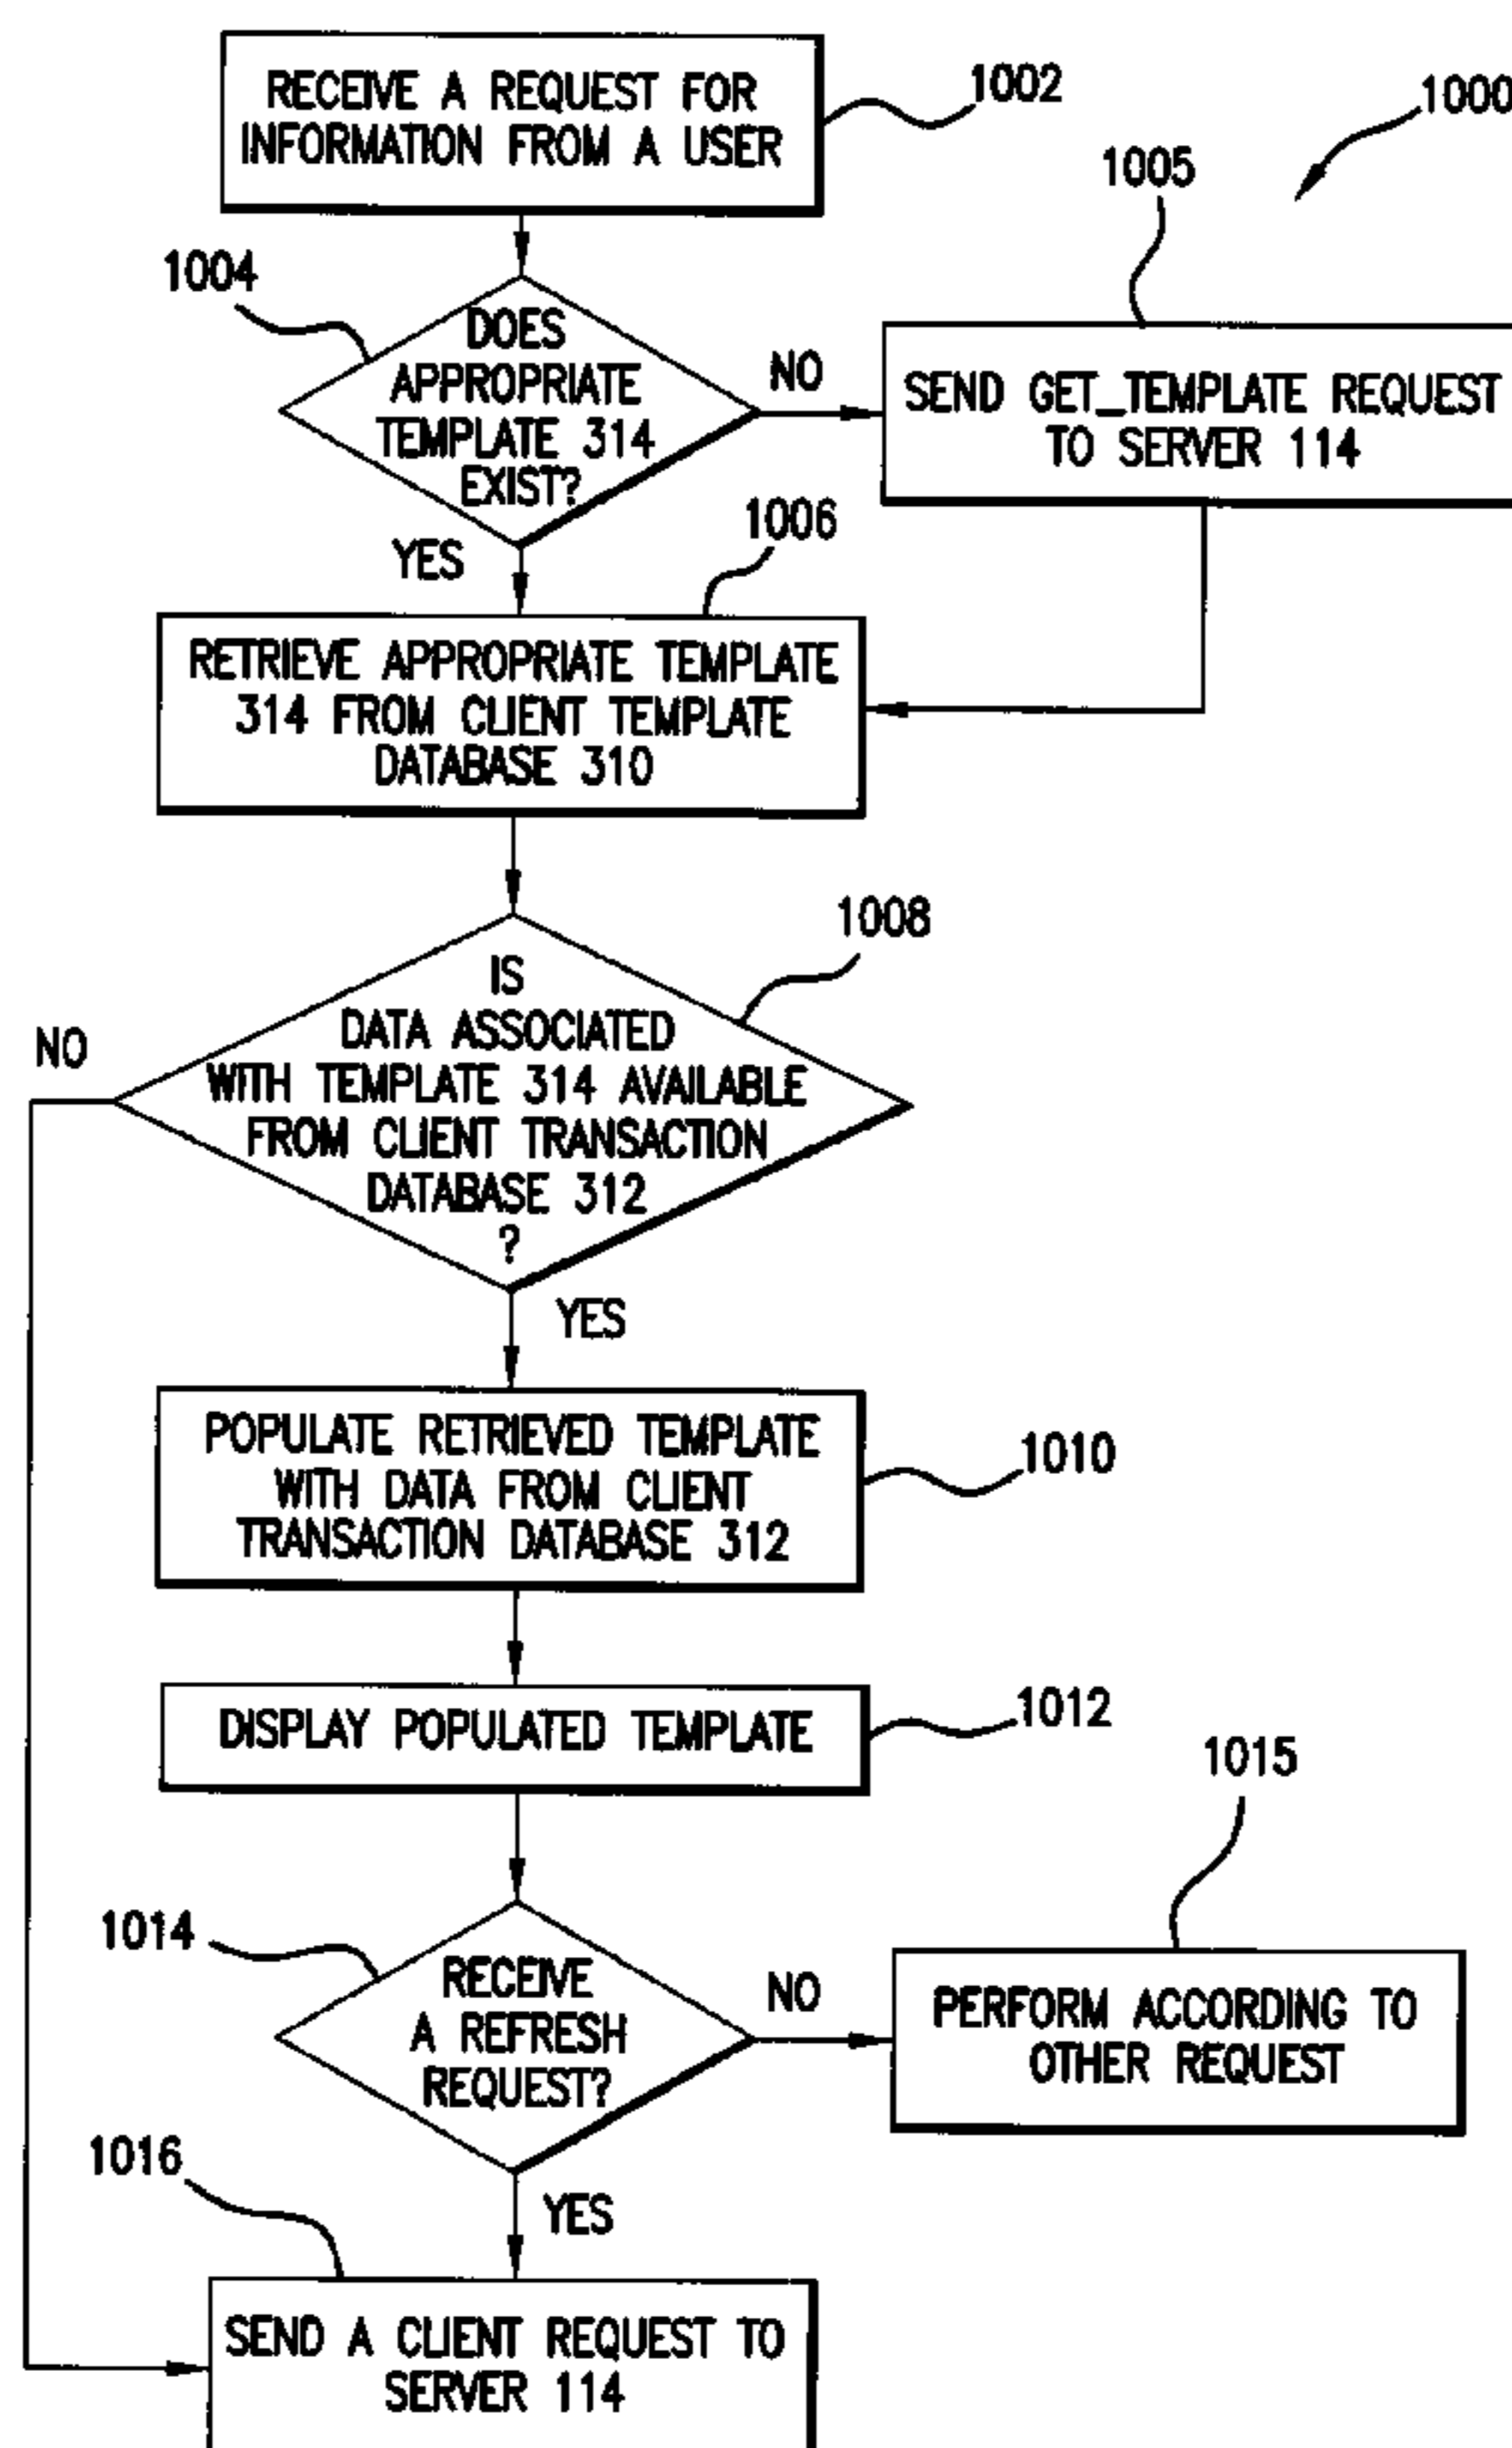 RECEIVE A REQUEST FOR
INFORMATION FROM A USER
1002
1000
1005
1004
DOES
APPROPRIATE
TEMPLATE 314
EXIST?
NO
SEND GET_TEMPLATE REQUEST
TO SERVER 114
YES
1006
RETRIEVE APPROPRIATE TEMPLATE
314 FROM CLIENT TEMPLATE
DATABASE 310
1008
NO
IS
DATA ASSOCIATED
WITH TEMPLATE 314 AVAILABLE
FROM CLIENT TRANSACTION
DATABASE 312
?
YES
POPULATE RETRIEVED TEMPLATE
WITH DATA FROM CLIENT
TRANSACTION DATABASE 312
1010
DISPLAY POPULATED TEMPLATE
1012
1015
1014
RECEIVE
A REFRESH
REQUEST?
NO
PERFORM ACCORDING TO
OTHER REQUEST
1016
YES
SEND A CLIENT REQUEST TO
SERVER 114